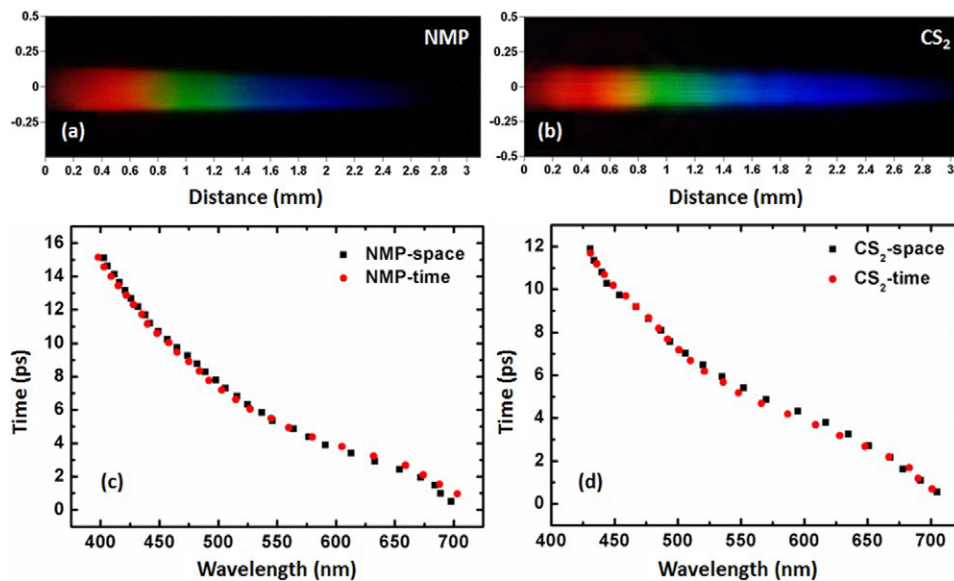 0.5
NMP
0.25
0
-0.25
(a)
0 0.2 0.4 0.6 0.8 1 1.2 1.4 1.6 1.8 2 2.2 2.4 2.6 2.8 3
Distance (mm)
0.5
CS2
0.25
0
-0.25
(b)
-0.5
0 0.2 0.4 0.6 0.8 1 1.2 1.4 1.6 1.8 2 2.2 2.4 2.6 2.8 3
Distance (mm)
Time (ps)
16
14
12
10
8
6
4
2
0
NMP-space
NMP-time
(c)
400 450 500 550 600 650 700
Wavelength (nm)
Time (ps)
12
10
8
6
4
2
0
CS2-space
CS2-time
(d)
400 450 500 550 600 650 700
Wavelength (nm)